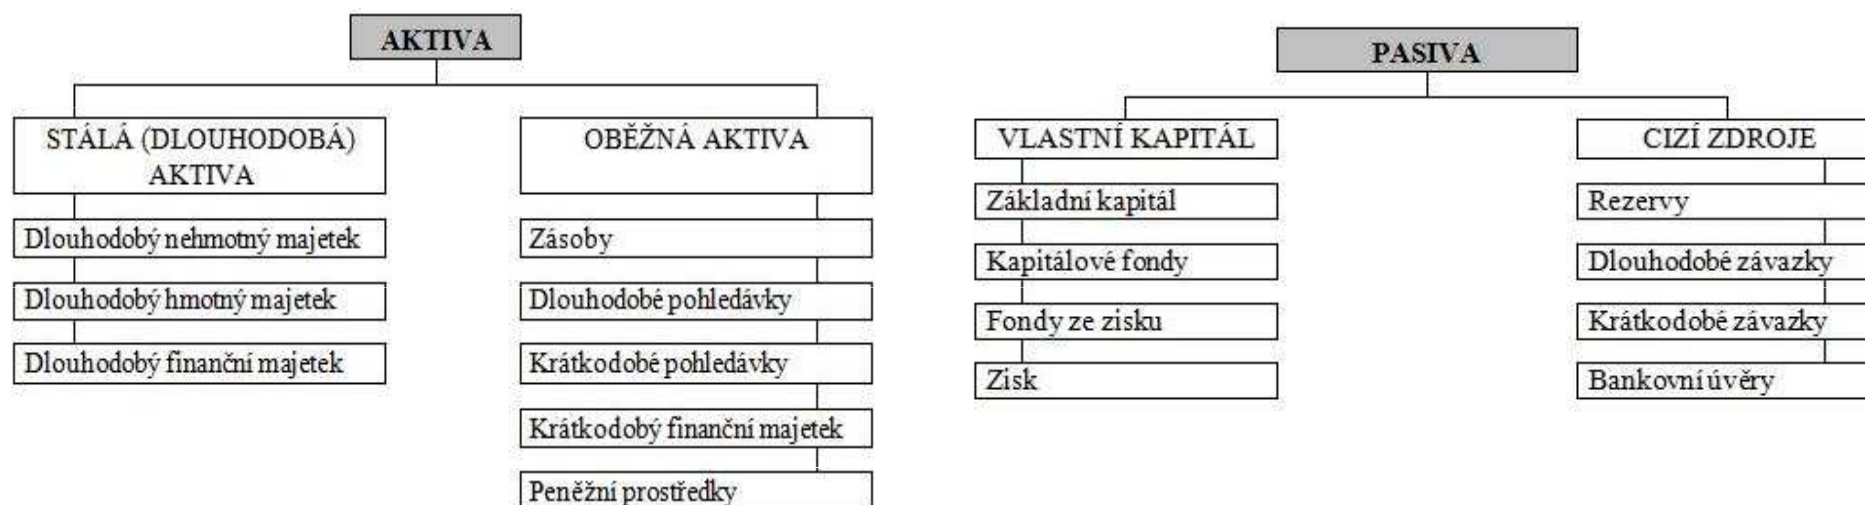 AKTIVA
STÁLÁ (DLOUHODOBÁ)
AKTIVA
Dlouhodobý nehmotný majetek
Dlouhodobý hmotný majetek
Dlouhodobý finanční majetek
OBĚŽNÁ AKTIVA
Zásoby
Dlouhodobé pohledávky
Krátkodobé pohledávky
Krátkodobý finanční majetek
Peněžní prostředky
PASIVA
VLASTNÍ KAPITÁL
Základní kapitál
Kapitálové fondy
Fondy ze zisku
Zisk
CIZÍ ZDROJE
Rezervy
Dlouhodobé závazky
Krátkodobé závazky
Bankovní úvěry